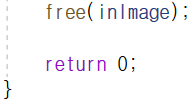 free(inImage);
return 0;
}